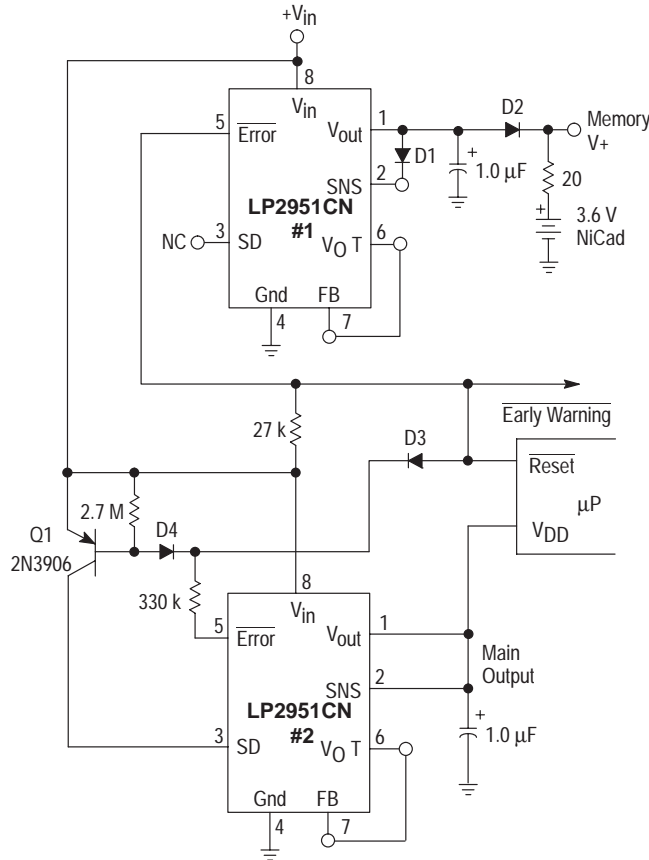 +Vin
8
Vin
5
Error
Vout
1
D2
Memory
V+
D1
+
1.0 µF
20
SNS
2
LP2951CN
#1
+
3.6 V
NiCad
NC
3
SD
VO T
6
Gnd
FB
4
7
27 k
Early Warning
D3
Reset
µP
VDD
2.7 M
Q1
2N3906
D4
330 k
8
Vin
5
Error
Vout
1
Main
Output
SNS
2
LP2951CN
#2
+
1.0 µF
3
SD
VO T
6
Gnd
FB
4
7